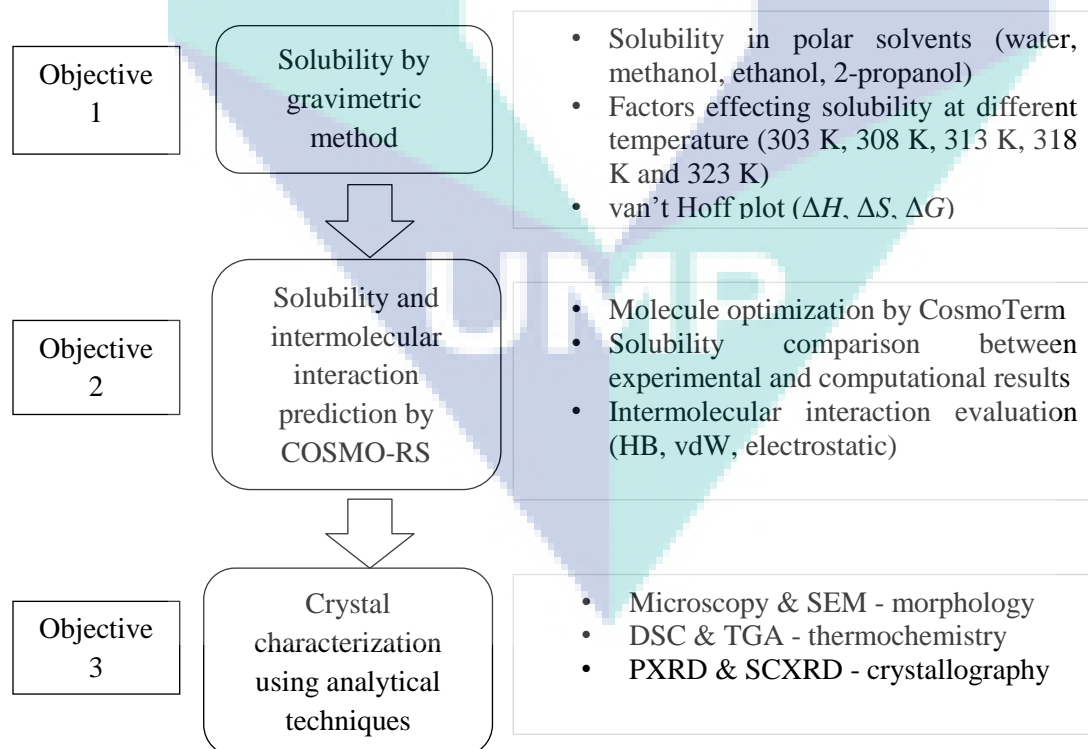 Objective
1
Solubility by
gravimetric
method
• Solubility in polar solvents (water,
methanol, ethanol, 2-propanol)
• Factors effecting solubility at different
temperature (303 K, 308 K, 313 K, 318
K and 323 K)
• van’t Hoff plot (ΔH, ΔS, ΔG)
UMP
Objective
2
Solubility and
intermolecular
interaction
prediction by
COSMO-RS
• Molecule optimization by CosmoTerm
• Solubility comparison between
experimental and computational results
• Intermolecular interaction evaluation
(HB, vdW, electrostatic)
Objective
3
Crystal
characterization
using analytical
techniques
• Microscopy & SEM - morphology
• DSC & TGA - thermochemistry
• PXRD & SCXRD - crystallography